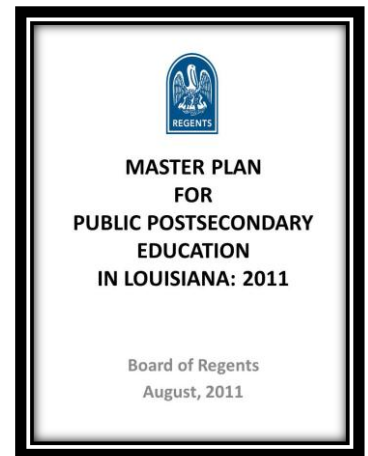 REGENTS
MASTER PLAN
FOR
PUBLIC POSTSECONDARY
EDUCATION
IN LOUISIANA: 2011
Board of Regents
August, 2011